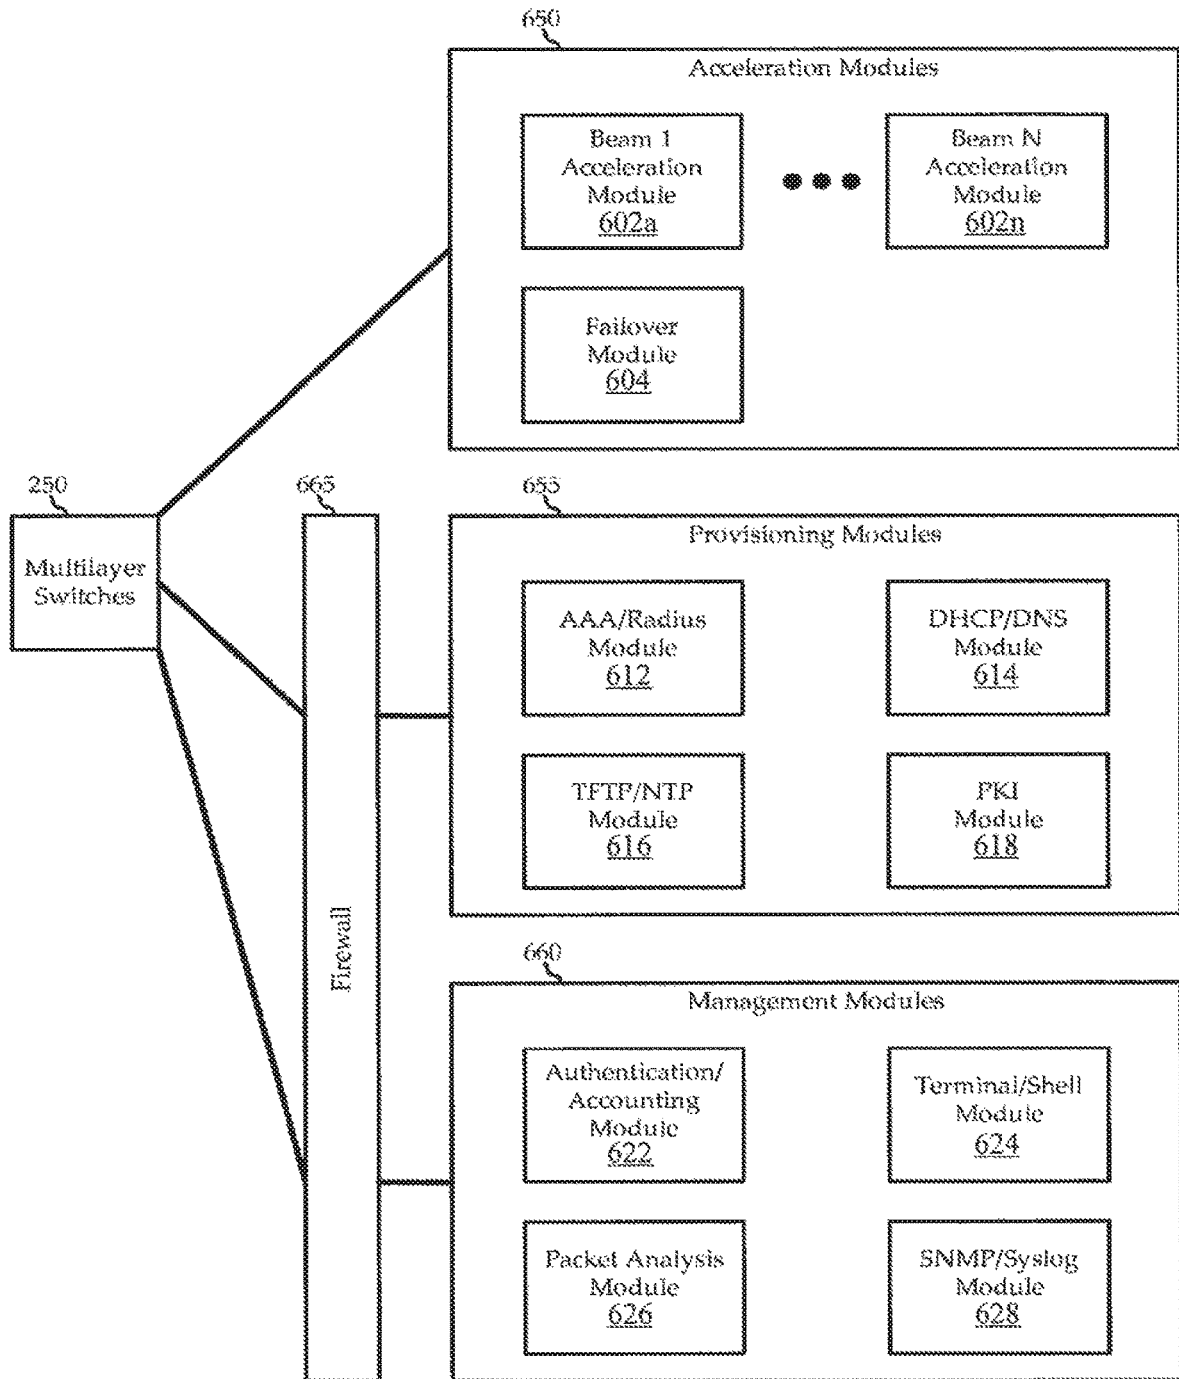 650
Acceleration Modules
Beam 1
Acceleration
Module
602a
Beam N
Acceleration
Module
602n
Failover
Module
604
250
Multilayer
Switches
665
Firewall
655
Provisioning Modules
AAA/Radius
Module
612
DHCP/DNS
Module
614
TFTP/NTP
Module
616
PKI
Module
618
660
Management Modules
Authentication/
Accounting
Module
622
Terminal/Shell
Module
624
Packet Analysis
Module
626
SNMP/Syslog
Module
628